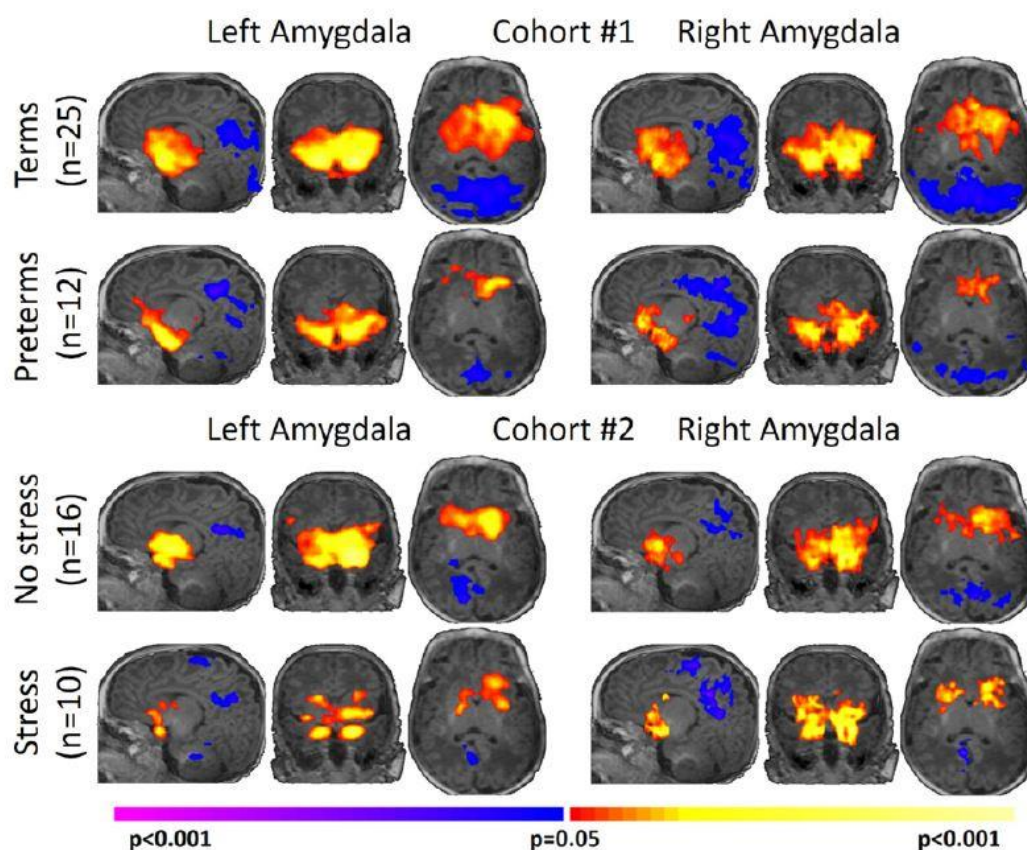 Left Amygdala Cohort #1 Right Amygdala
Terms
(n=25)
Preterms
(n=12)
Left Amygdala Cohort #2 Right Amygdala
No stress
(n=16)
Stress
(n=10)
p<0.001 p=0.05 p<0.001